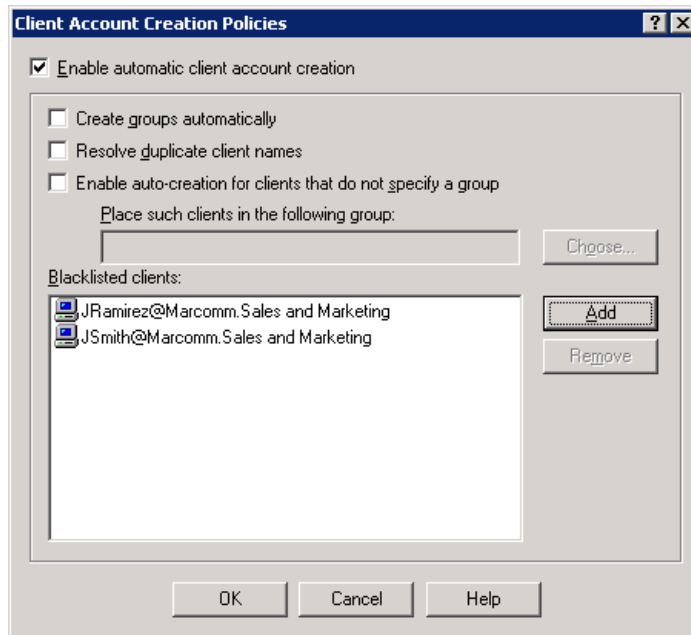 Client Account Creation Policies
Enable automatic client account creation
Create groups automatically
Resolve duplicate client names
Enable auto-creation for clients that do not specify a group
Place such clients in the following group:
Choose...
Blacklisted clients:
JRamirez@Marcomm.Sales and Marketing
JSmith@Marcomm.Sales and Marketing
Add
Remove
OK
Cancel
Help